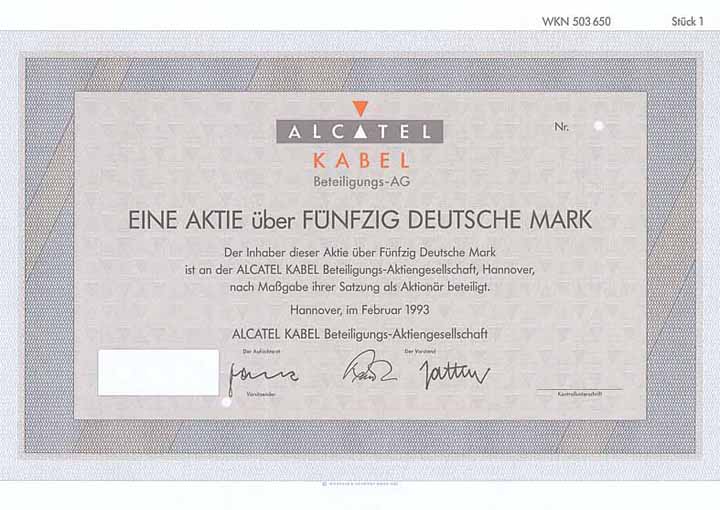 WKN 503 650 Stück 1
ALCATEL
Nr.
KABEL
Beteiligungs-AG
EINE AKTIE über FÜNFZIG DEUTSCHE MARK
Der Inhaber dieser Aktie über Fünfzig Deutsche Mark
ist an der ALCATEL KABEL Beteiligungs-Aktiengesellschaft, Hannover,
nach Maßgabe ihrer Satzung als Aktionär beteiligt.
Hannover, im Februar 1993
ALCATEL KABEL Beteiligungs-Aktiengesellschaft
Der Aufsichtsrat Der Vorstand
Vorsitzender Kontrollunterschrift